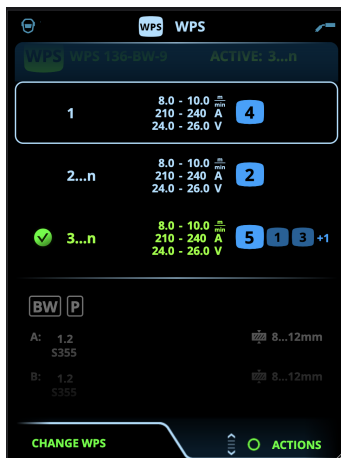 WPS WPS
WPS WPS 136-BW-9 ACTIVE: 3...n
1 8.0 - 10.0 m/min 4
210 - 240 A
24.0 - 26.0 V
2...n 8.0 - 10.0 m/min 2
210 - 240 A
24.0 - 26.0 V
3...n 8.0 - 10.0 m/min 5 1 3 +1
210 - 240 A
24.0 - 26.0 V
BW P
A: 1.2 8...12mm
S355
B: 1.2 8...12mm
S355
CHANGE WPS ACTIONS